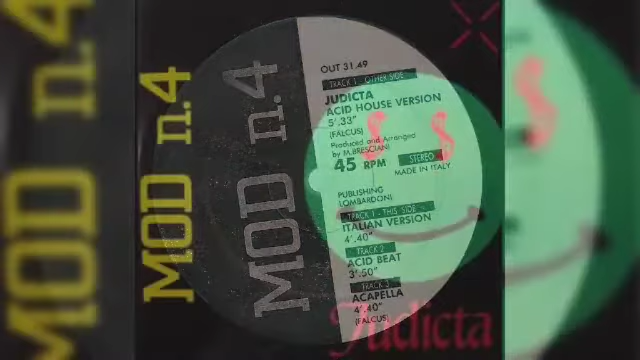 MOD n.4
MOD n.4
MOD n.4
OUT 31.49
TRACK 1 - OTHER SIDE
JUDICTA
ACID HOUSE VERSION
5'.33"
(FALCUS)
Produced and Arranged
by M.BRESCIANI
45 RPM
STEREO
MADE IN ITALY
PUBLISHING
LOMBARDONI
TRACK 1 - THIS SIDE
ITALIAN VERSION
4'.40"
TRACK 2
ACID BEAT
3'.50"
TRACK 3
ACAPELLA
4'.40"
(FALCUS)
Judicta